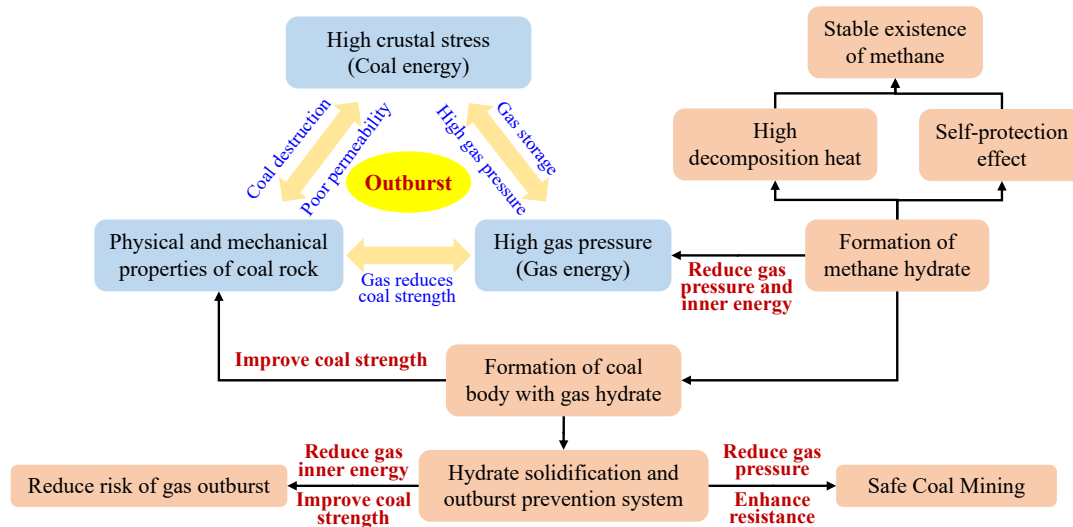 High crustal stress
(Coal energy)
Stable existence
of methane
Coal destruction
Poor permeability
High gas pressure
Gas storage
Outburst
High
decomposition heat
Self-protection
effect
Physical and mechanical
properties of coal rock
Gas reduces
coal strength
High gas pressure
(Gas energy)
Reduce gas
pressure and
inner energy
Formation of
methane hydrate
Improve coal strength
Formation of coal
body with gas hydrate
Reduce risk of gas outburst
Reduce gas
inner energy
Improve coal
strength
Hydrate solidification and
outburst prevention system
Reduce gas
pressure
Enhance
resistance
Safe Coal Mining